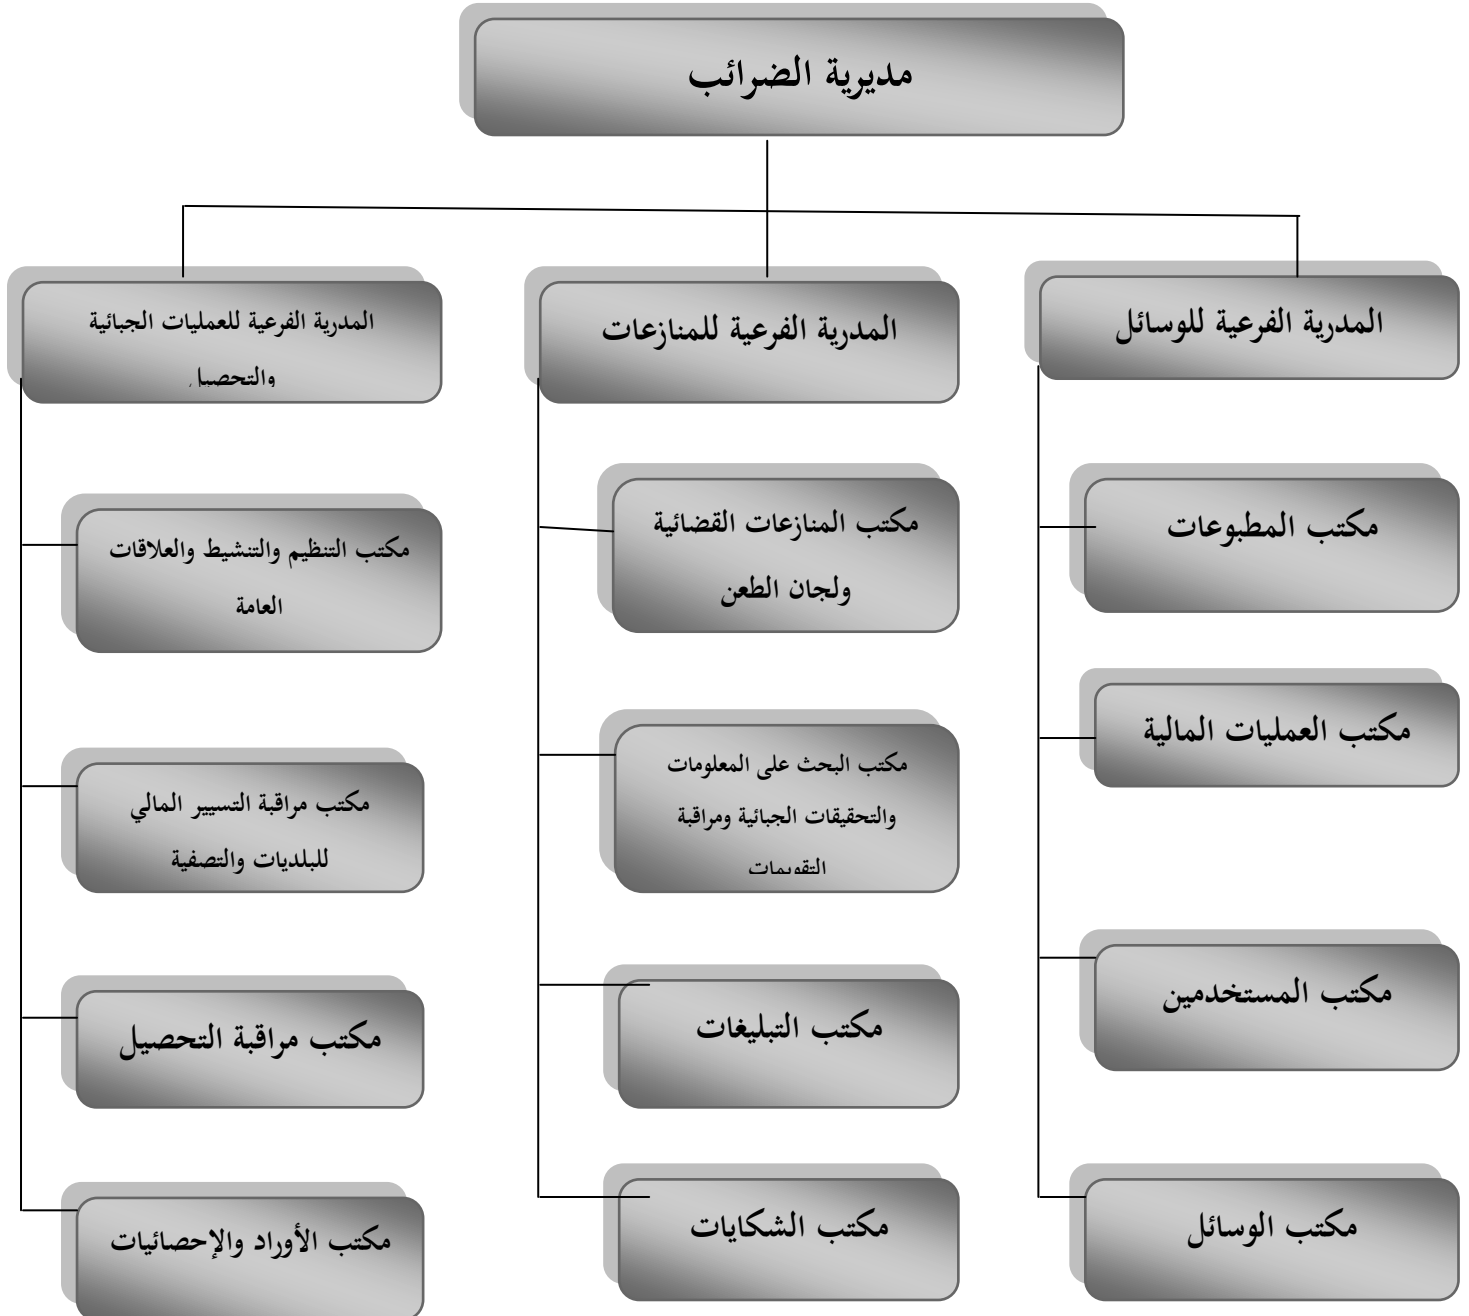 مديرية الضرائب
المدرية الفرعية للوسائل
مكتب المطبوعات
مكتب العمليات المالية
مكتب المستخدمين
مكتب الوسائل
المدرية الفرعية للمنازعات
مكتب المنازعات القضائية
ولجان الطعن
مكتب البحث على المعلومات
والتحقيقات الجبائية ومراقبة
التقويمات
مكتب التبليغات
مكتب الشكايات
المدرية الفرعية للعمليات الجبائية
والتحصيل
مكتب التنظيم والتنشيط والعلاقات
العامة
مكتب مراقبة التسيير المالي
للبلديات والتصفية
مكتب مراقبة التحصيل
مكتب الأوراد والإحصائيات